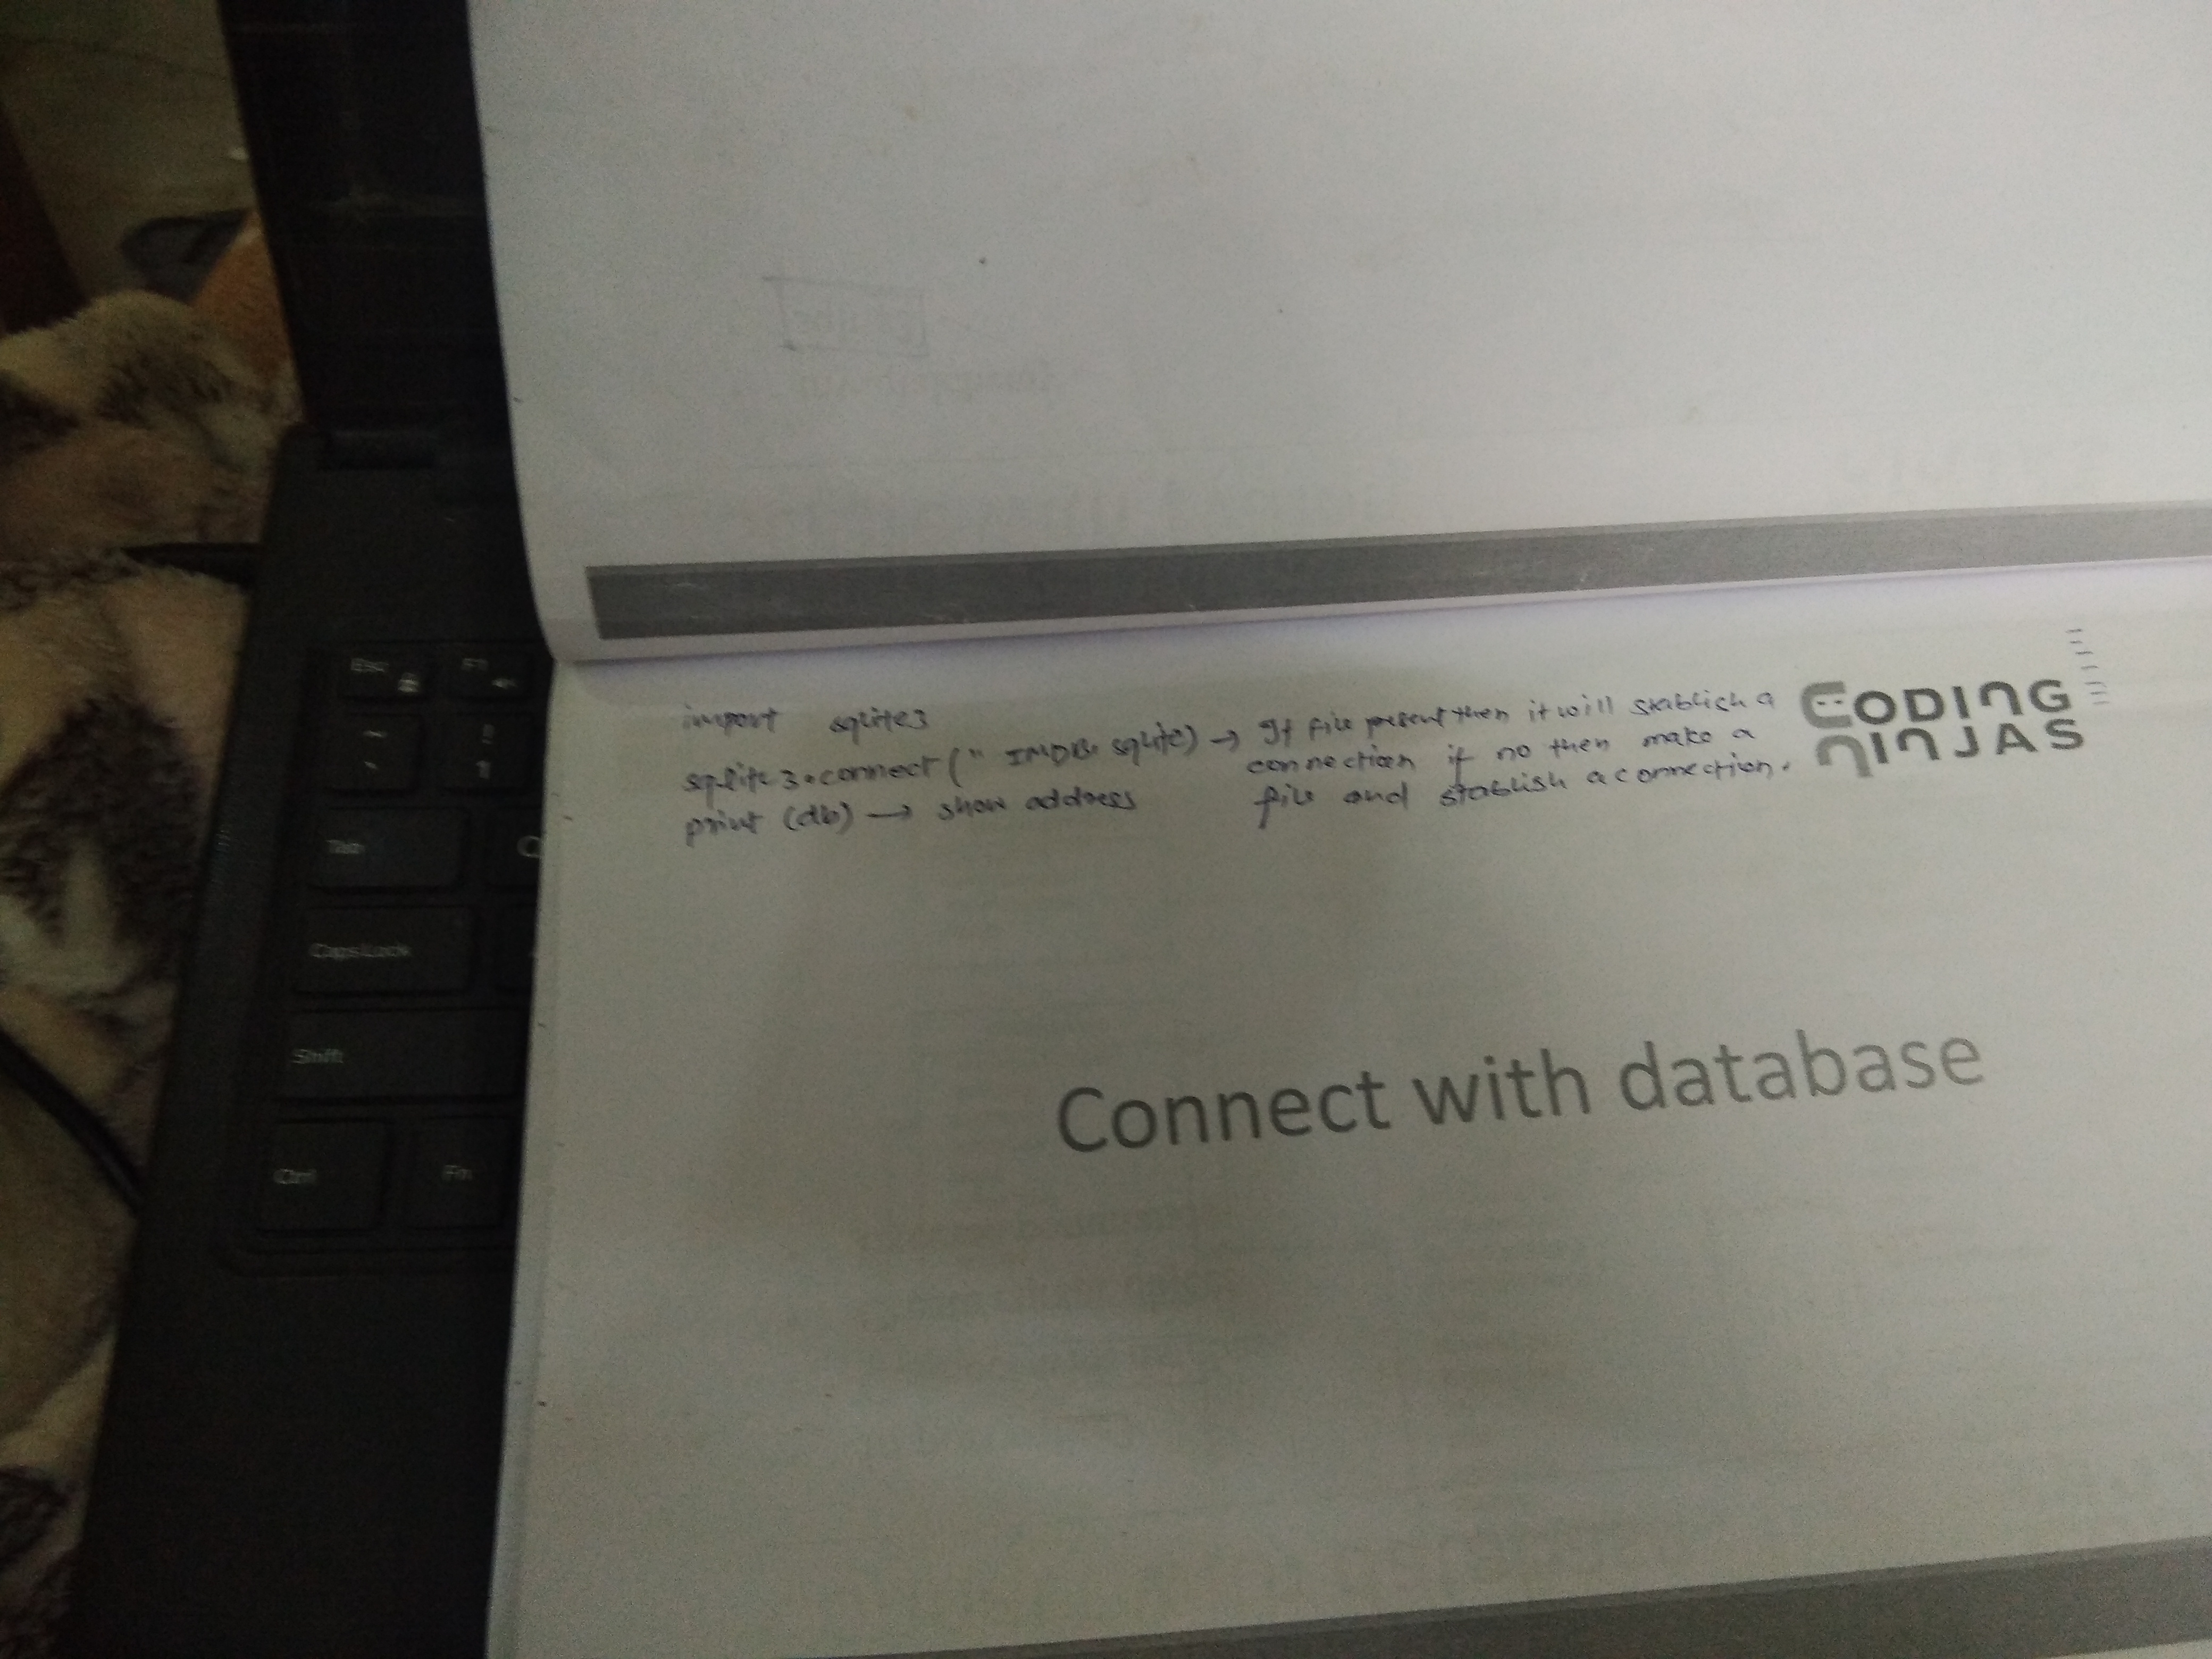 import sqlite3
sqlite3.connect (" IMDB. sqlite) → If file present then it will stablich a
connection if no then make a
print (db) → show address file and stablish a connection.
CODING
NINJAS
Connect with database
Esc F1
~ !
` 1
Tab
Caps Lock
Shift
Ctrl Fn